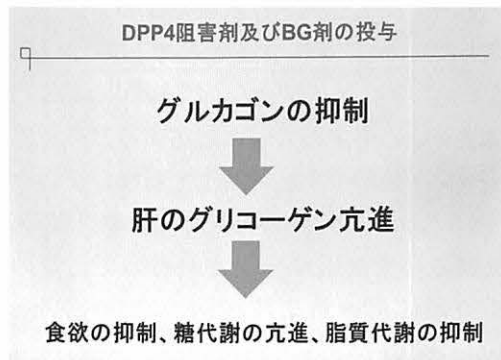 DPP4阻害剤及びBG剤の投与
グルカゴンの抑制
肝のグリコーゲン亢進
食欲の抑制、糖代謝の亢進、脂質代謝の抑制